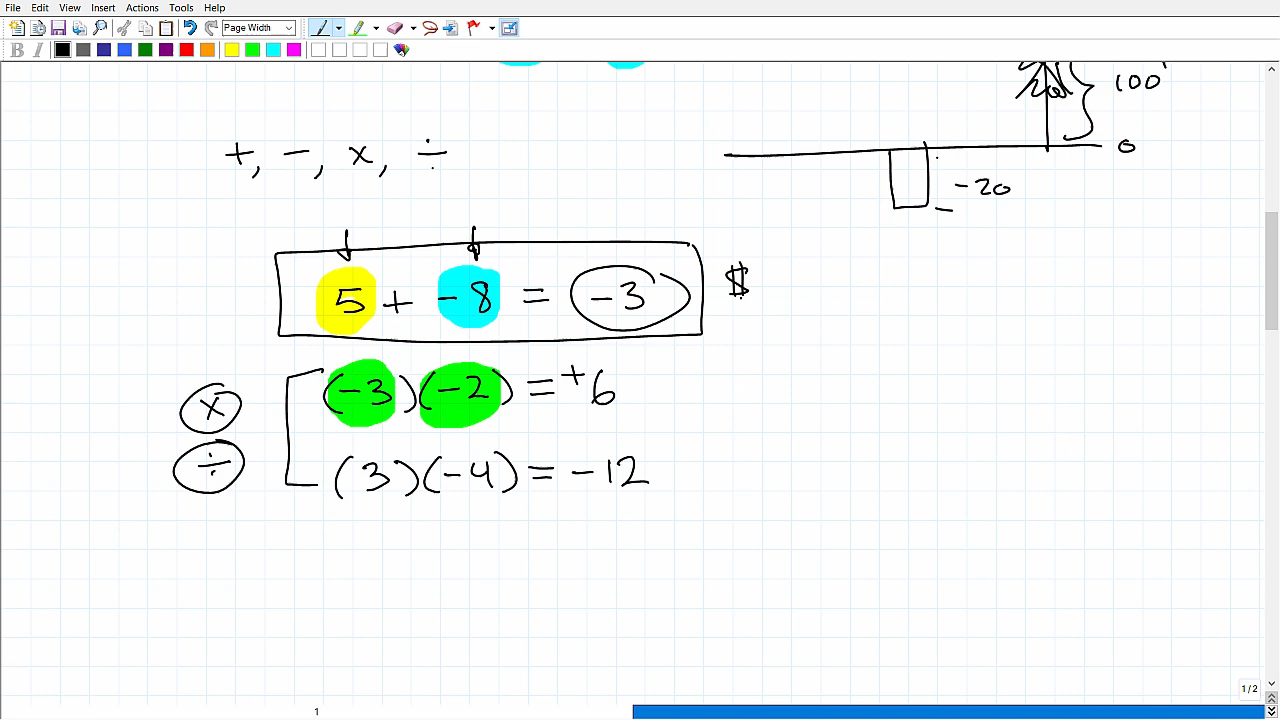 File Edit View Insert Actions Tools Help
Page Width
B I
100'
0
+, -, x, ÷
-20
5 + -8 = -3 $
x (-3)(-2) = +6
÷ (3)(-4) = -12
1/2
1